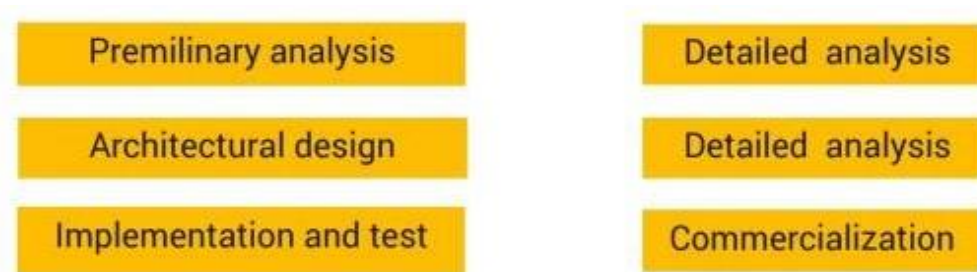 Premilinary analysis
Detailed analysis
Architectural design
Detailed analysis
Implementation and test
Commercialization